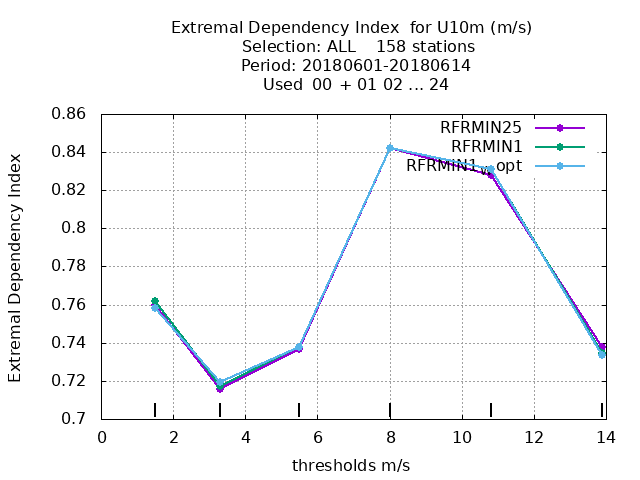 Extremal Dependency Index for U10m (m/s)
Selection: ALL 158 stations
Period: 20180601-20180614
Used 00 + 01 02 ... 24
RFRMIN25
RFRMIN1
opt
0.86
0.84
0.82
0.8
0.78
0.76
0.74
0.72
0.7
Extremal Dependency Index
0
2
4
6
8
10
12
14
thresholds m/s